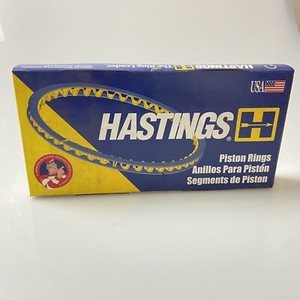 HASTINGS The Ring Leader
USA
HASTINGS H
Piston Rings
Anillos Para Pistón
Segments de Piston